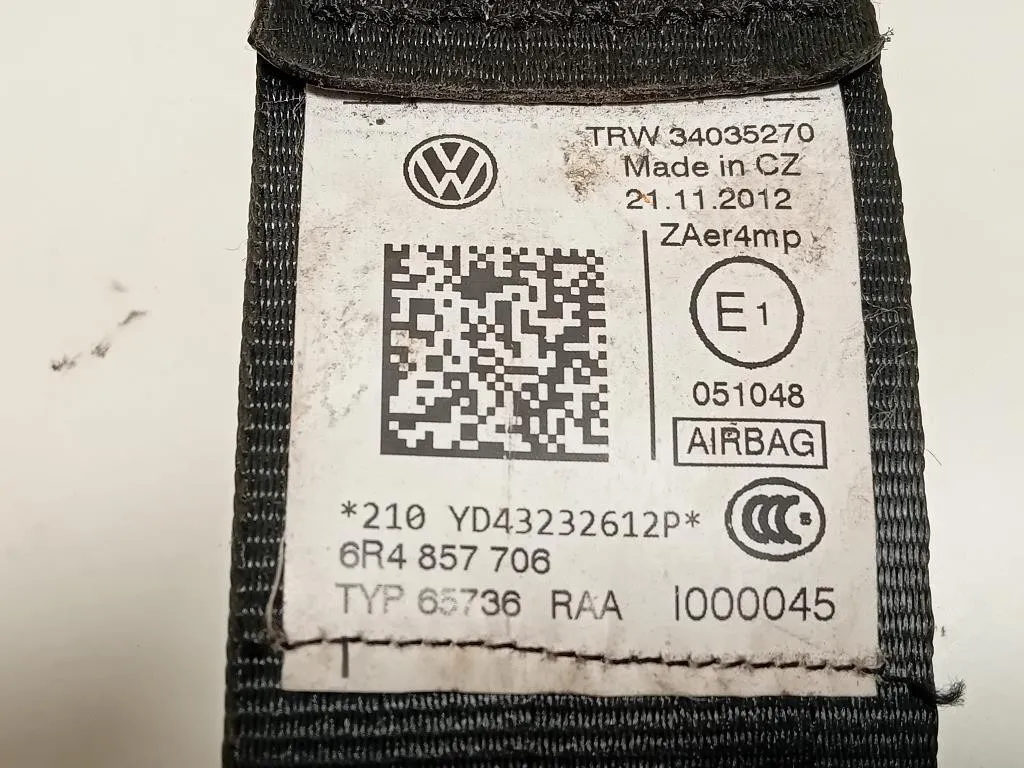 TRW 34035270
Made in CZ
21.11.2012
ZAer4mp
E1
051048
AIRBAG
*210 YD43232612P*
CCC S
6R4 857 706
TYP 65736 RAA I000045